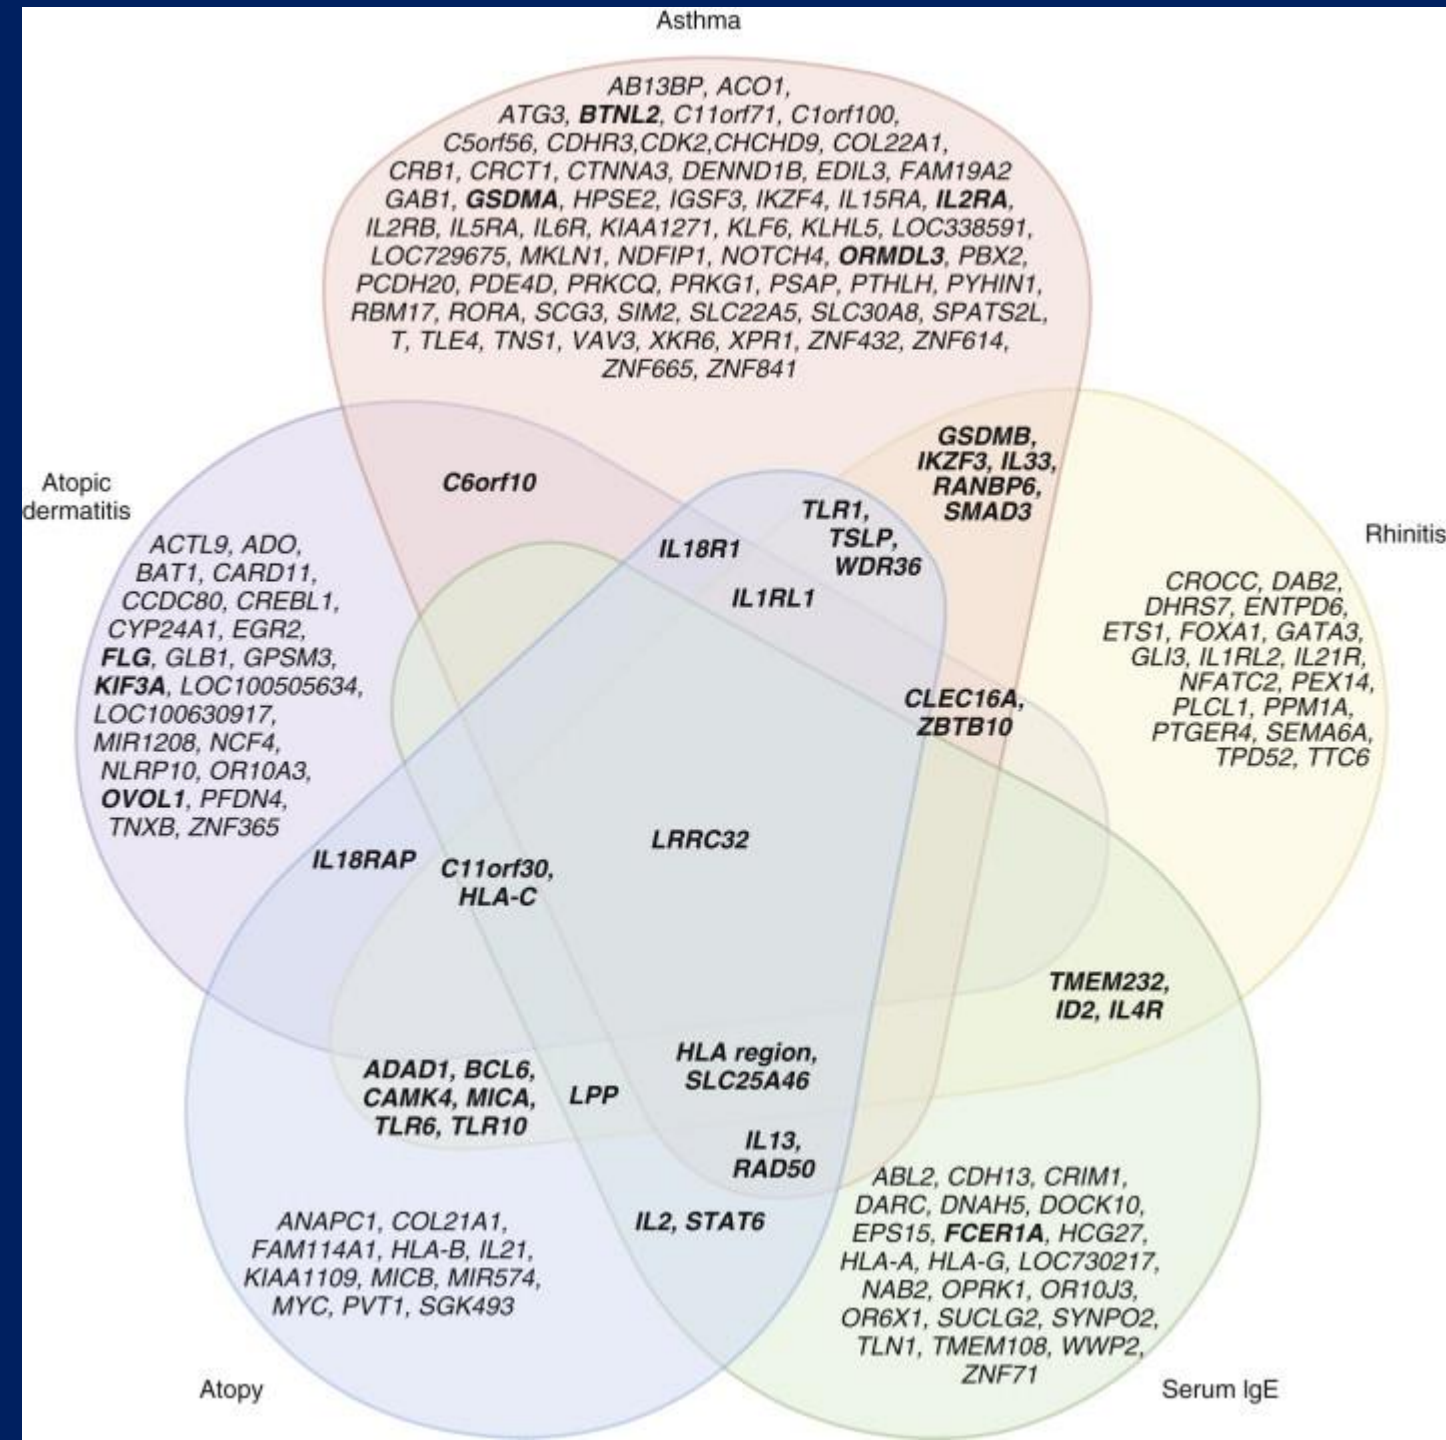 Asthma
AB13BP, ACO1,
ATG3, BTNL2, C11orf71, C1orf100,
C5orf56, CDHR3,CDK2,CHCHD9, COL22A1,
CRB1, CRCT1, CTNNA3, DENND1B, EDIL3, FAM19A2
GAB1, GSDMA, HPSE2, IGSF3, IKZF4, IL15RA, IL2RA,
IL2RB, IL5RA, IL6R, KIAA1271, KLF6, KLHL5, LOC338591,
LOC729675, MKLN1, NDFIP1, NOTCH4, ORMDL3, PBX2,
PCDH20, PDE4D, PRKCQ, PRKG1, PSAP, PTHLH, PYHIN1,
RBM17, RORA, SCG3, SIM2, SLC22A5, SLC30A8, SPATS2L,
T, TLE4, TNS1, VAV3, XKR6, XPR1, ZNF432, ZNF614,
ZNF665, ZNF841
Atopic
dermatitis
ACTL9, ADO,
BAT1, CARD11,
CCDC80, CREBL1,
CYP24A1, EGR2,
FLG, GLB1, GPSM3,
KIF3A, LOC100505634,
LOC100630917,
MIR1208, NCF4,
NLRP10, OR10A3,
OVOL1, PFDN4,
TNXB, ZNF365
C6orf10
GSDMB,
IKZF3, IL33,
RANBP6,
SMAD3
TLR1,
TSLP,
WDR36
IL18R1
IL1RL1
Rhinitis
CROCC, DAB2,
DHRS7, ENTPD6,
ETS1, FOXA1, GATA3,
GLI3, IL1RL2, IL21R,
NFATC2, PEX14,
PLCL1, PPM1A,
PTGER4, SEMA6A,
TPD52, TTC6
CLEC16A,
ZBTB10
LRRC32
IL18RAP
C11orf30,
HLA-C
TMEM232,
ID2, IL4R
HLA region,
SLC25A46
ADAD1, BCL6,
CAMK4, MICA,
TLR6, TLR10
LPP
IL13,
RAD50
IL2, STAT6
ANAPC1, COL21A1,
FAM114A1, HLA-B, IL21,
KIAA1109, MICB, MIR574,
MYC, PVT1, SGK493
Atopy
ABL2, CDH13, CRIM1,
DARC, DNAH5, DOCK10,
EPS15, FCER1A, HCG27,
HLA-A, HLA-G, LOC730217,
NAB2, OPRK1, OR10J3,
OR6X1, SUCLG2, SYNPO2,
TLN1, TMEM108, WWP2,
ZNF71
Serum IgE